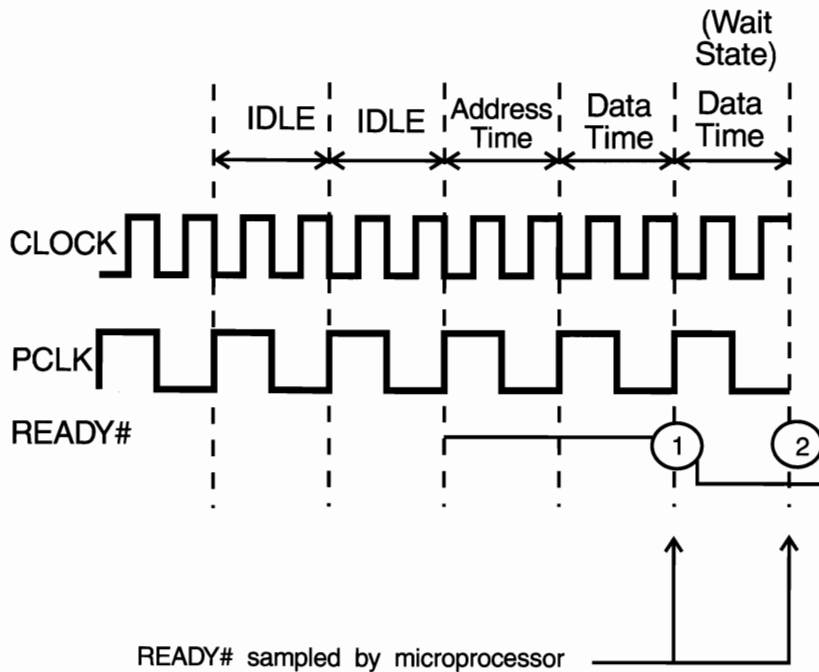 (Wait
State)
IDLE
IDLE
Address
Time
Data
Time
Data
Time
CLOCK
PCLK
READY#
1
2
READY# sampled by microprocessor